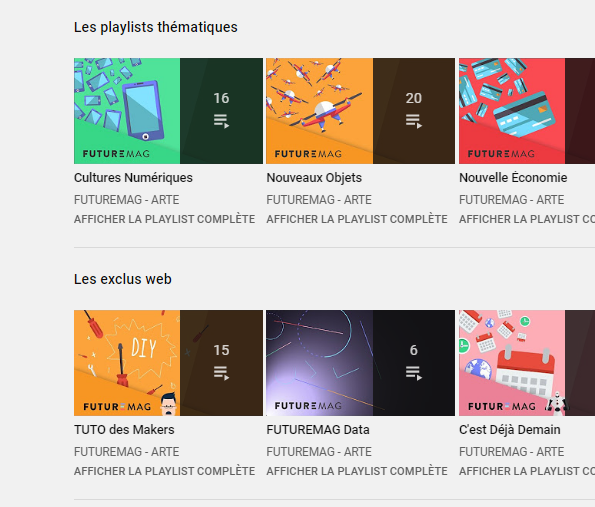 Les playlists thématiques
16
20
FUTUREMAG
FUTUREMAG
FUTUREMAG
Cultures Numériques
Nouveaux Objets
Nouvelle Économie
FUTUREMAG - ARTE
FUTUREMAG - ARTE
FUTUREMAG - ARTE
AFFICHER LA PLAYLIST COMPLÈTE
AFFICHER LA PLAYLIST COMPLÈTE
AFFICHER LA PLAYLIST CO
Les exclus web
DIY
15
6
FUTUREMAG
FUTUREMAG
FUTUREMAG
TUTO des Makers
FUTUREMAG Data
C'est Déjà Demain
FUTUREMAG - ARTE
FUTUREMAG - ARTE
FUTUREMAG - ARTE
AFFICHER LA PLAYLIST COMPLÈTE
AFFICHER LA PLAYLIST COMPLÈTE
AFFICHER LA PLAYLIST CO